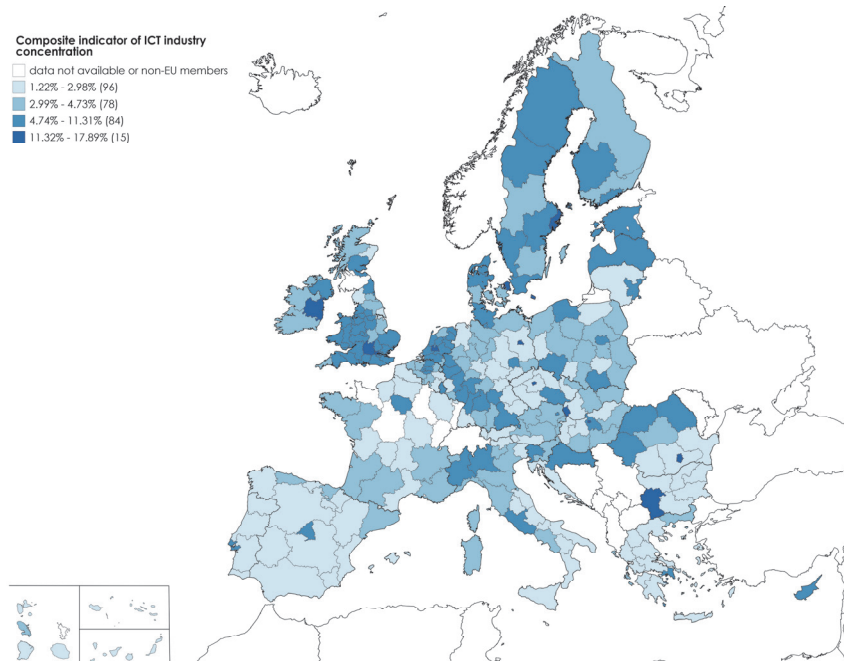 Composite indicator of ICT industry
concentration
data not available or non-EU members
1.22% - 2.98% (96)
2.99% - 4.73% (78)
4.74% - 11.31% (84)
11.32% - 17.89% (15)